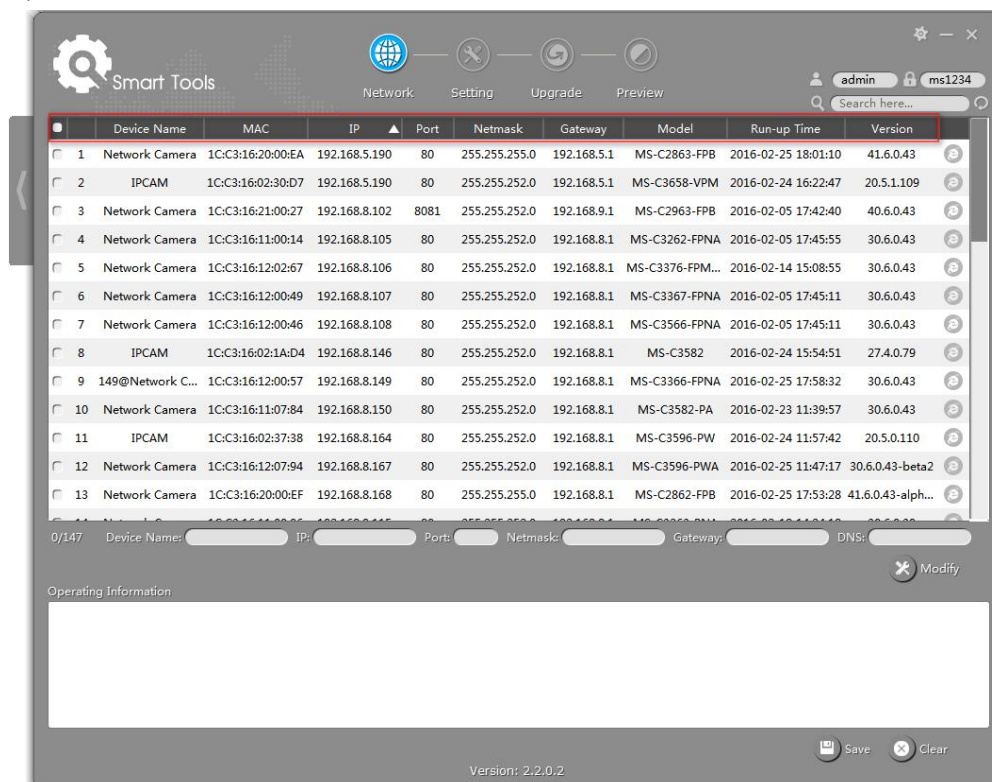 Smart Tools
Network Setting Upgrade Preview
admin ms1234
Search here...
Device Name MAC IP Port Netmask Gateway Model Run-up Time Version
1 Network Camera 1C:C3:16:20:00:EA 192.168.5.190 80 255.255.255.0 192.168.5.1 MS-C2863-FPB 2016-02-25 18:01:10 41.6.0.43
2 IPCAM 1C:C3:16:02:30:D7 192.168.5.190 80 255.255.252.0 192.168.5.1 MS-C3658-VPM 2016-02-24 16:22:47 20.5.1.109
3 Network Camera 1C:C3:16:21:00:27 192.168.8.102 8081 255.255.252.0 192.168.9.1 MS-C2963-FPB 2016-02-05 17:42:40 40.6.0.43
4 Network Camera 1C:C3:16:11:00:14 192.168.8.105 80 255.255.252.0 192.168.8.1 MS-C3262-FPNA 2016-02-05 17:45:55 30.6.0.43
5 Network Camera 1C:C3:16:12:02:67 192.168.8.106 80 255.255.252.0 192.168.8.1 MS-C3376-FPM... 2016-02-14 15:08:55 30.6.0.43
6 Network Camera 1C:C3:16:12:00:49 192.168.8.107 80 255.255.252.0 192.168.8.1 MS-C3367-FPNA 2016-02-05 17:45:11 30.6.0.43
7 Network Camera 1C:C3:16:12:00:46 192.168.8.108 80 255.255.252.0 192.168.8.1 MS-C3566-FPNA 2016-02-05 17:45:11 30.6.0.43
8 IPCAM 1C:C3:16:02:1A:D4 192.168.8.146 80 255.255.252.0 192.168.8.1 MS-C3582 2016-02-24 15:54:51 27.4.0.79
9 149@Network C... 1C:C3:16:12:00:57 192.168.8.149 80 255.255.252.0 192.168.8.1 MS-C3366-FPNA 2016-02-25 17:58:32 30.6.0.43
10 Network Camera 1C:C3:16:11:07:84 192.168.8.150 80 255.255.252.0 192.168.8.1 MS-C3582-PA 2016-02-23 11:39:57 30.6.0.43
11 IPCAM 1C:C3:16:02:37:38 192.168.8.164 80 255.255.252.0 192.168.8.1 MS-C3596-PW 2016-02-24 11:57:42 20.5.0.110
12 Network Camera 1C:C3:16:12:07:94 192.168.8.167 80 255.255.252.0 192.168.8.1 MS-C3596-PWA 2016-02-25 11:47:17 30.6.0.43-beta2
13 Network Camera 1C:C3:16:20:00:EF 192.168.8.168 80 255.255.255.0 192.168.8.1 MS-C2862-FPB 2016-02-25 17:53:28 41.6.0.43-alph...
0/147 Device Name: IP: Port: Netmask: Gateway: DNS:
Modify
Operating Information
Save Clear
Version: 2.2.0.2